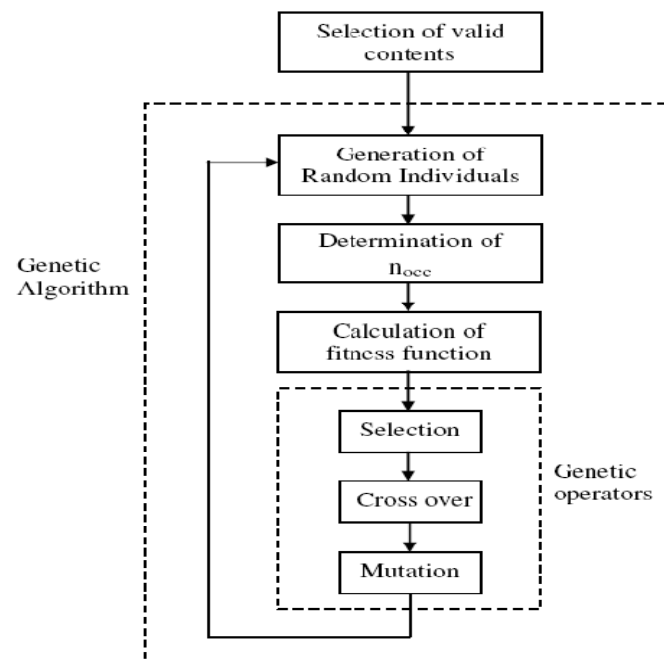 Selection of valid
contents
Generation of
Random Individuals
Determination of
nocc
Genetic
Algorithm
Calculation of
fitness function
Selection
Cross over
Genetic
operators
Mutation